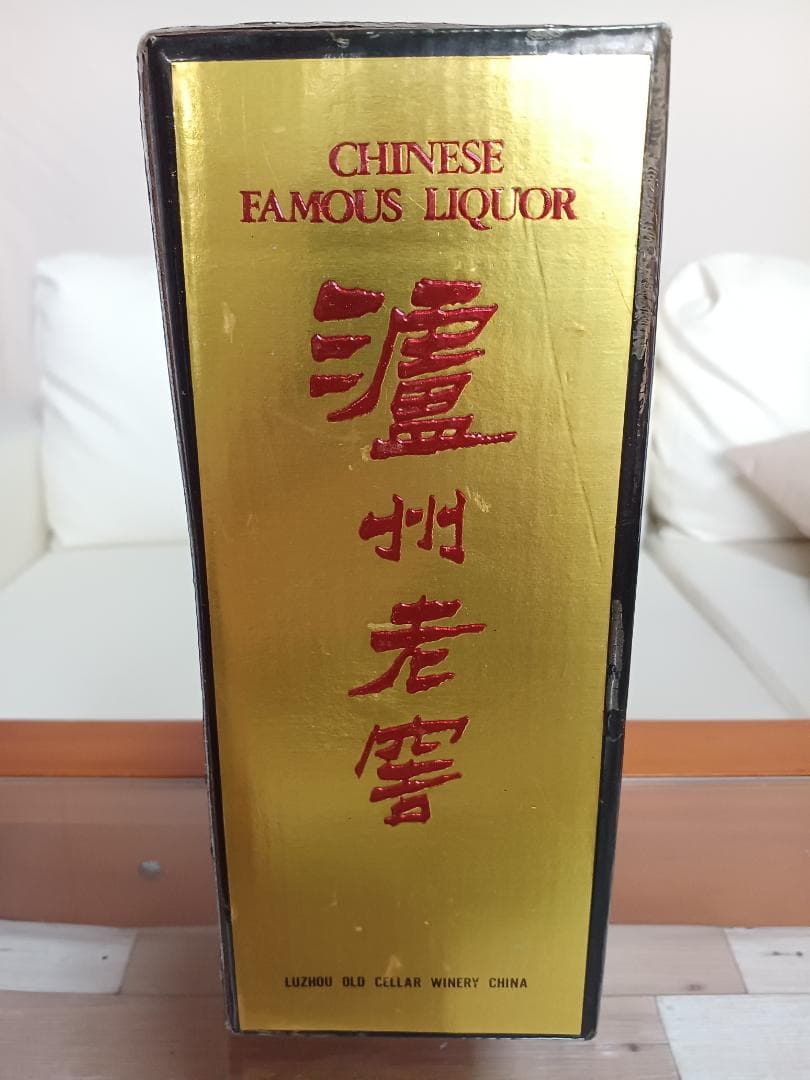 CHINESE
FAMOUS LIQUOR
瀘
州
老
窖
LUZHOU OLD CELLAR WINERY CHINA